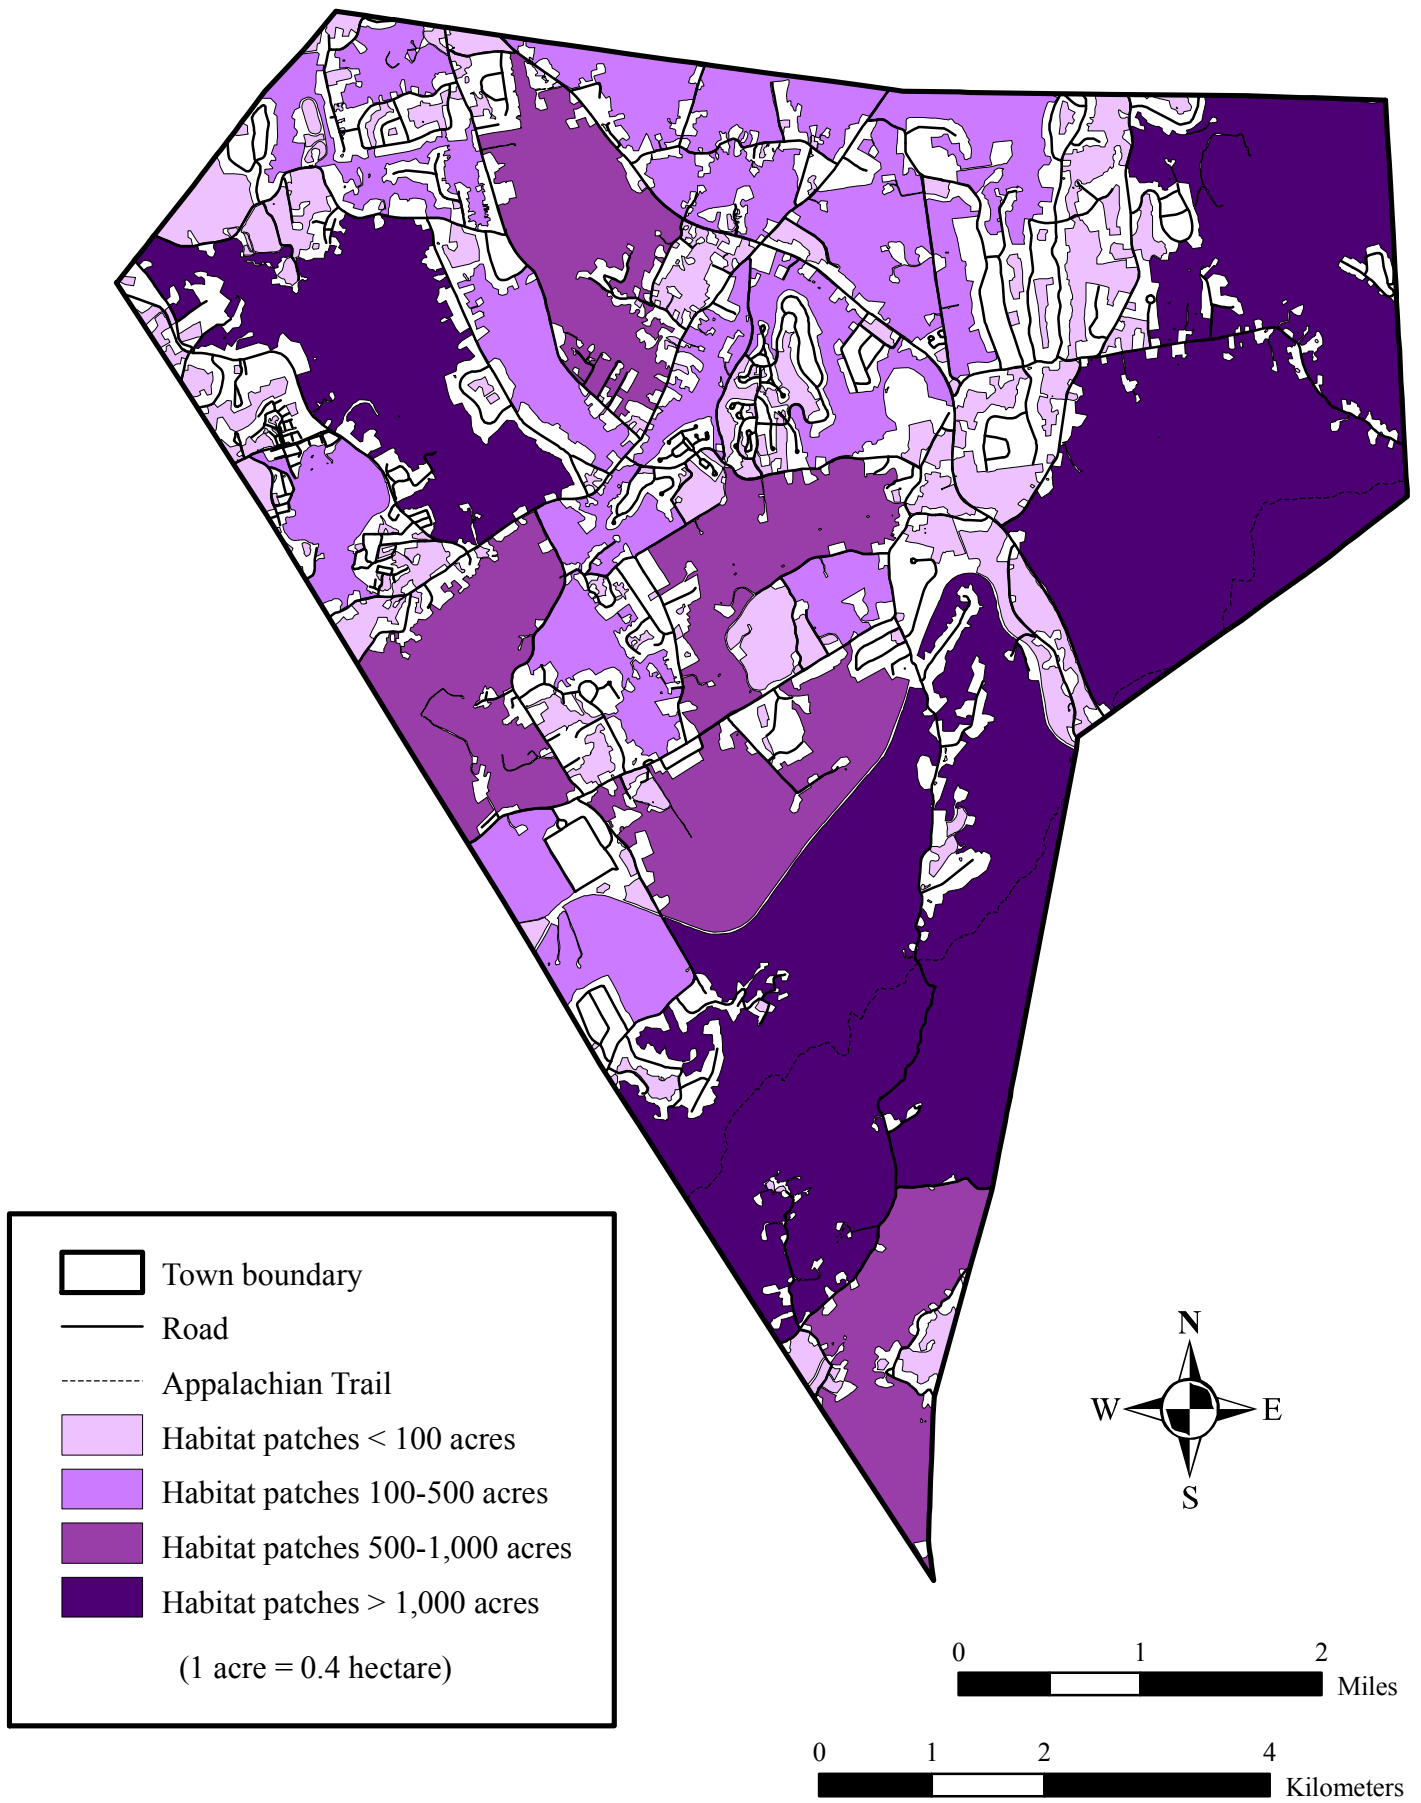 Town boundary
Road
Appalachian Trail
Habitat patches < 100 acres
Habitat patches 100-500 acres
Habitat patches 500-1,000 acres
Habitat patches > 1,000 acres
(1 acre = 0.4 hectare)
N
W E
S
0 1 2
Miles
0 1 2 4
Kilometers